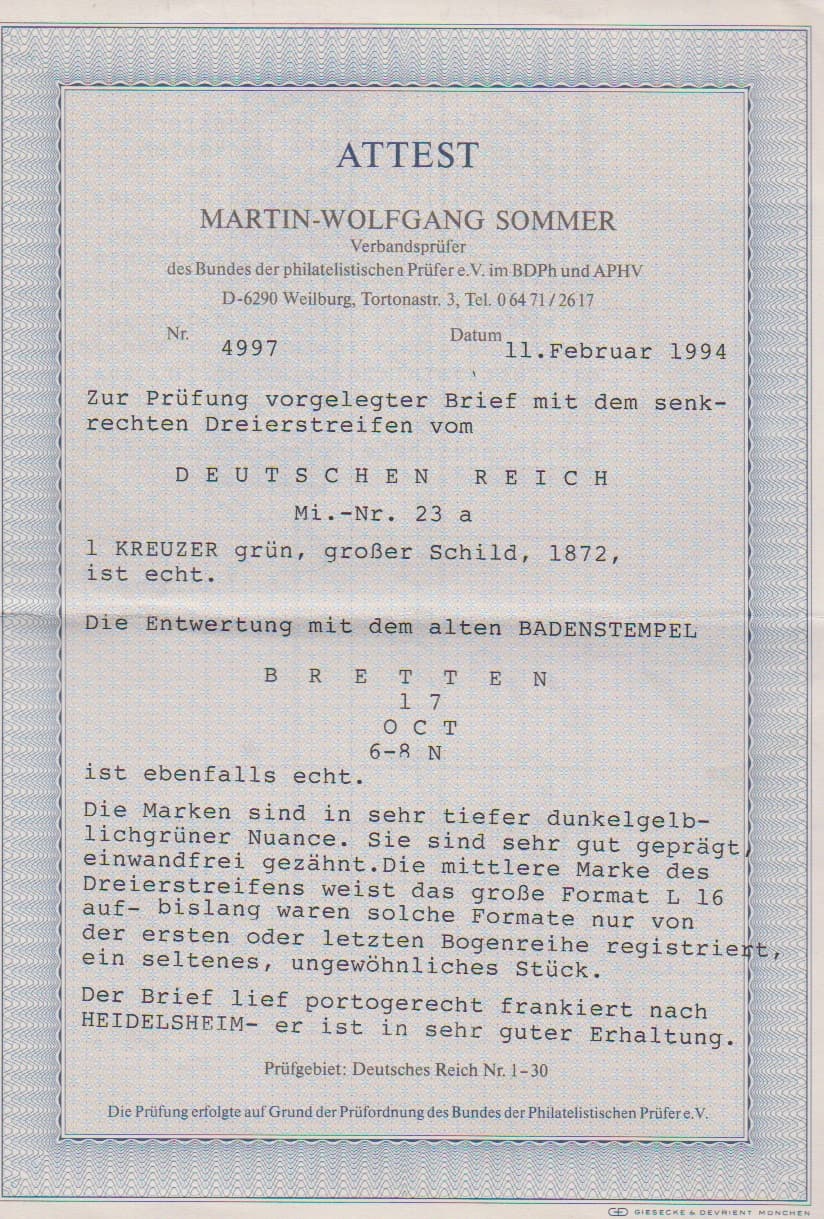 ATTEST
MARTIN-WOLFGANG SOMMER
Verbandsprüfer
des Bundes der philatelistischen Prüfer e.V. im BDPh und APHV
D-6290 Weilburg, Tortonastr. 3, Tel. 0 64 71 / 26 17
Nr. 4997 Datum 11.Februar 1994
Zur Prüfung vorgelegter Brief mit dem senk-
rechten Dreierstreifen vom
D E U T S C H E N   R E I C H
Mi.-Nr. 23 a
1 KREUZER grün, großer Schild, 1872,
ist echt.
Die Entwertung mit dem alten BADENSTEMPEL
B R E T T E N
1 7
O C T
6-8 N
ist ebenfalls echt.
Die Marken sind in sehr tiefer dunkelgelb-
lichgrüner Nuance. Sie sind sehr gut geprägt,
einwandfrei gezähnt.Die mittlere Marke des
Dreierstreifens weist das große Format L 16
auf- bislang waren solche Formate nur von
der ersten oder letzten Bogenreihe registriert,
ein seltenes, ungewöhnliches Stück.
Der Brief lief portogerecht frankiert nach
HEIDELSHEIM- er ist in sehr guter Erhaltung.
Prüfgebiet: Deutsches Reich Nr. 1-30
Die Prüfung erfolgte auf Grund der Prüfordnung des Bundes der Philatelistischen Prüfer e.V.
GIESECKE & DEVRIENT MÜNCHEN